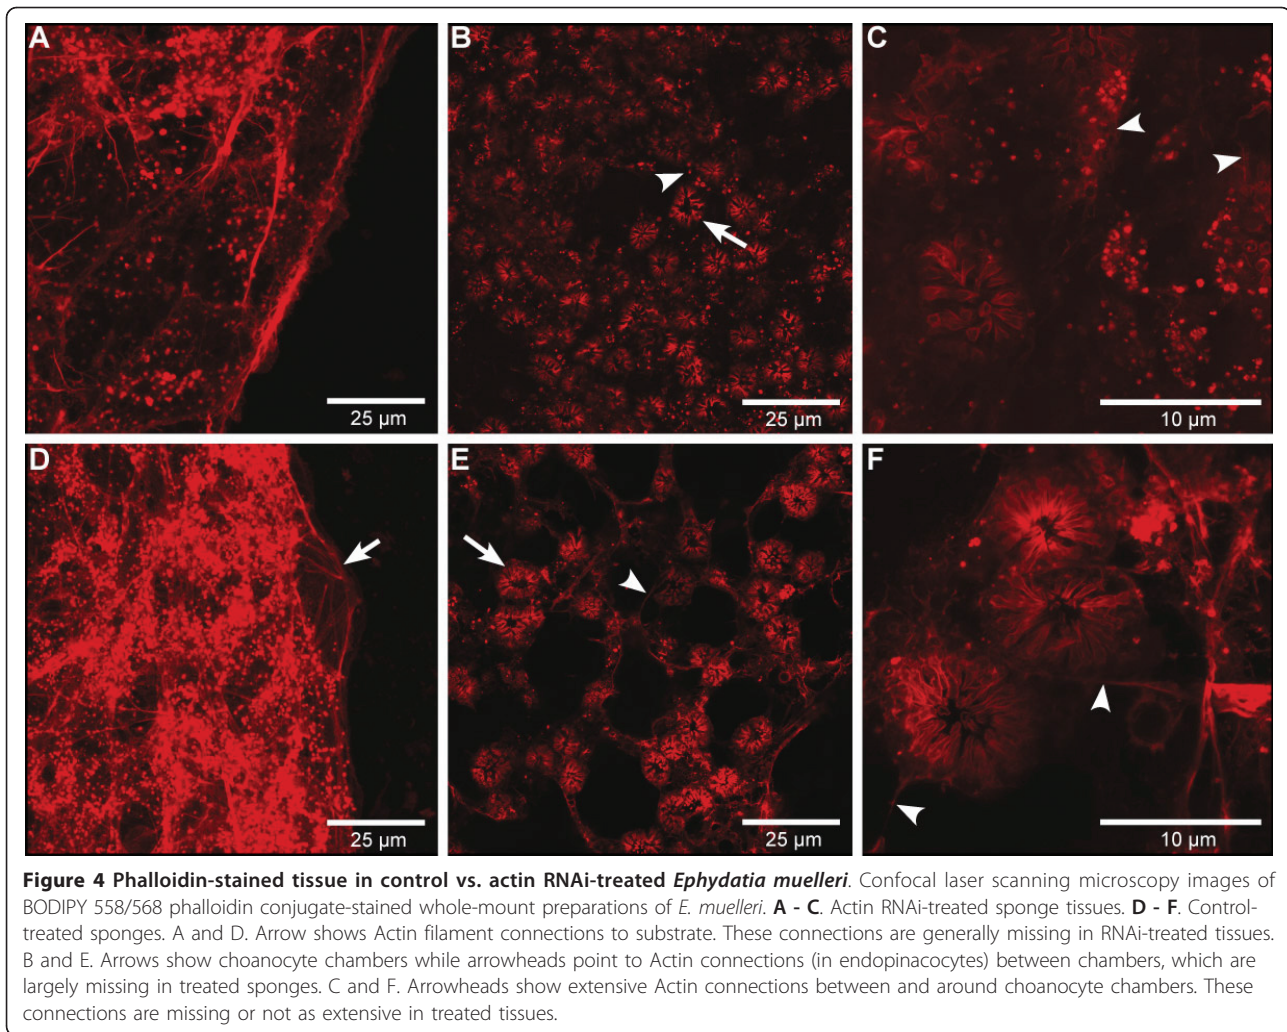 A
B
C
25 µm
25 µm
10 µm
D
E
F
25 µm
25 µm
10 µm
Figure 4 Phalloidin-stained tissue in control vs. actin RNAi-treated Ephydatia muelleri. Confocal laser scanning microscopy images of
BODIPY 558/568 phalloidin conjugate-stained whole-mount preparations of E. muelleri. A - C. Actin RNAi-treated sponge tissues. D - F. Control-
treated sponges. A and D. Arrow shows Actin filament connections to substrate. These connections are generally missing in RNAi-treated tissues.
B and E. Arrows show choanocyte chambers while arrowheads point to Actin connections (in endopinacocytes) between chambers, which are
largely missing in treated sponges. C and F. Arrowheads show extensive Actin connections between and around choanocyte chambers. These
connections are missing or not as extensive in treated tissues.